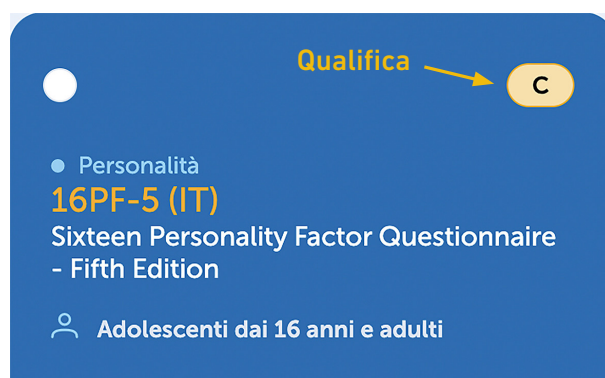 Qualifica
C
Personalità
16PF-5 (IT)
Sixteen Personality Factor Questionnaire
- Fifth Edition
Adolescenti dai 16 anni e adulti